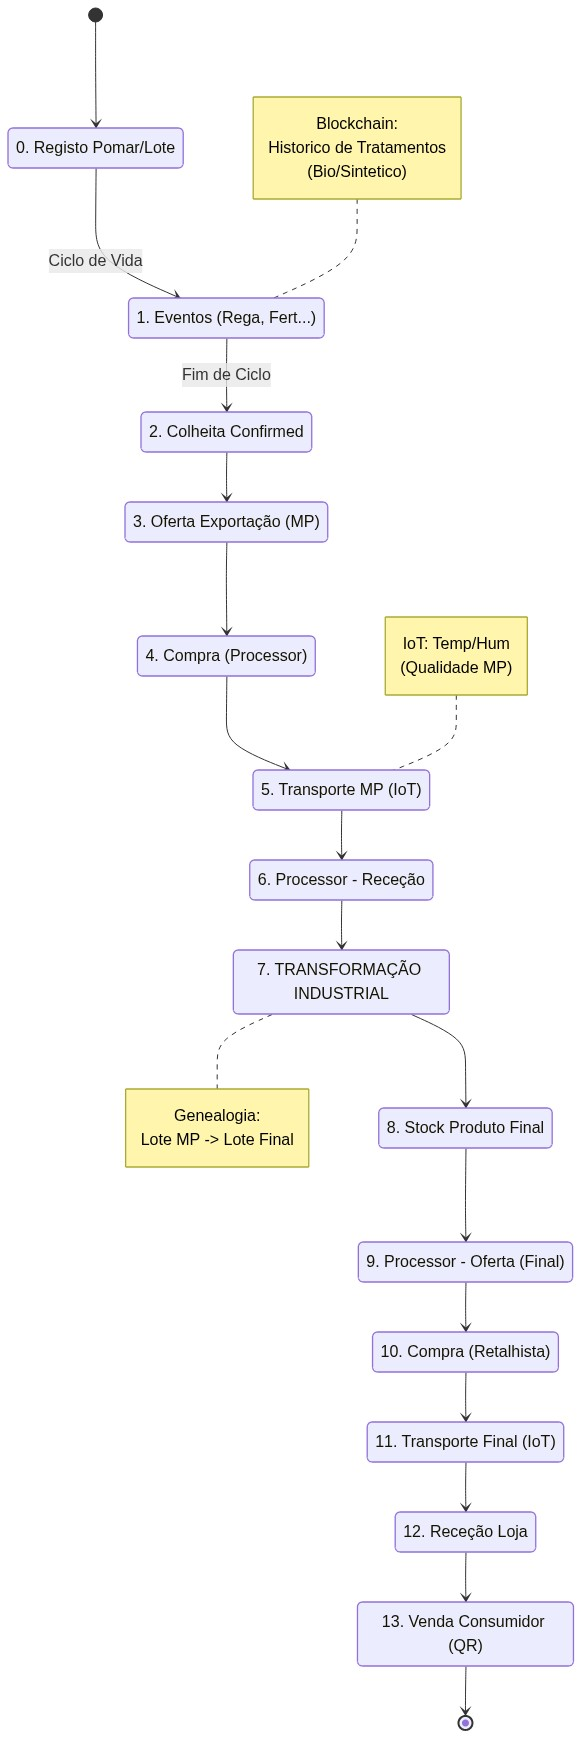 0. Registo Pomar/Lote
Blockchain:
Historico de Tratamentos
(Bio/Sintetico)
Ciclo de Vida
1. Eventos (Rega, Fert...)
Fim de Ciclo
2. Colheita Confirmed
3. Oferta Exportação (MP)
4. Compra (Processor)
IoT: Temp/Hum
(Qualidade MP)
5. Transporte MP (IoT)
6. Processor - Receção
7. TRANSFORMAÇÃO
INDUSTRIAL
Genealogia:
Lote MP -> Lote Final
8. Stock Produto Final
9. Processor - Oferta (Final)
10. Compra (Retalhista)
11. Transporte Final (IoT)
12. Receção Loja
13. Venda Consumidor
(QR)